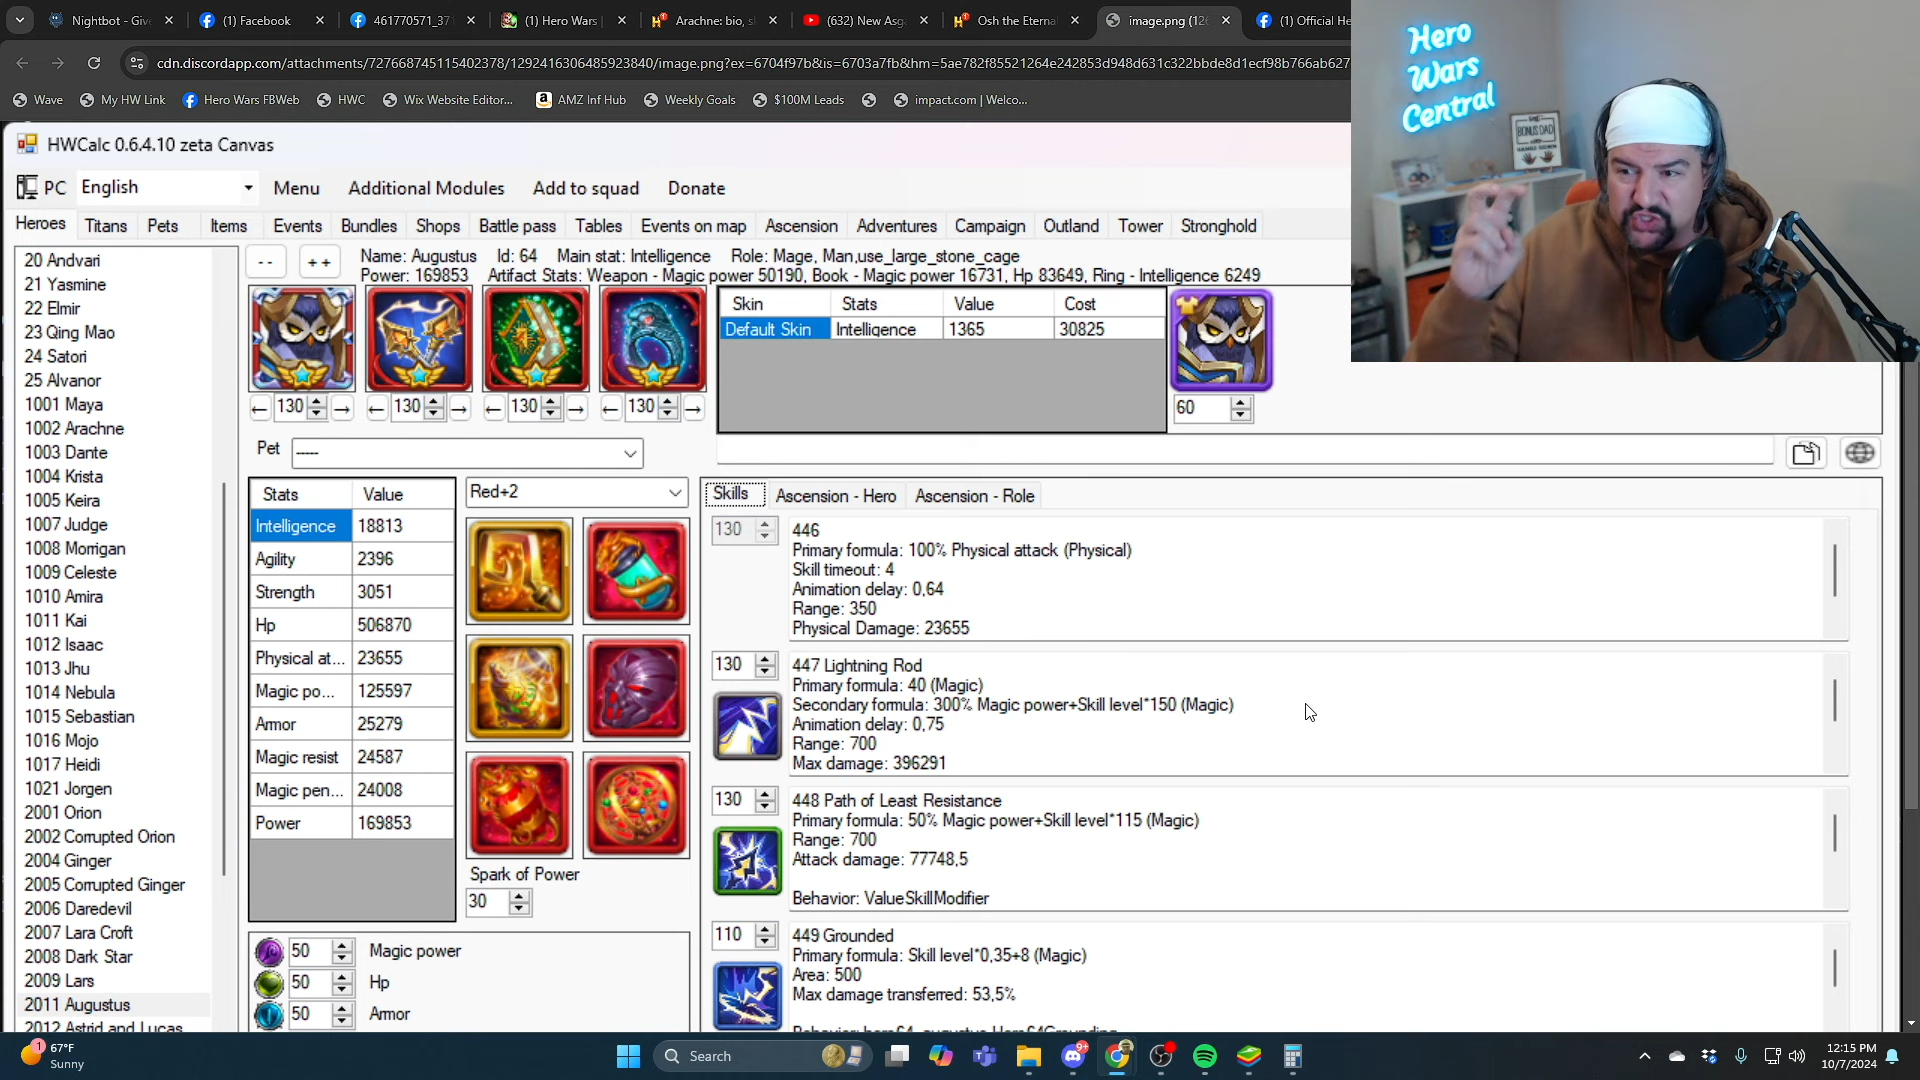 Nightbot - Give
(1) Facebook
461770571_371
(1) Hero Wars |
Arachne: bio, s
(632) New Asg
Osh the Eterna
image.png (126
(1) Official He
cdn.discordapp.com/attachments/727668745115402378/1292416306485923840/image.png?ex=6704f97b&is=6703a7fb&hm=5ae782f85521264e242853d948d631c322bbde8d1ecf98b766ab627
Wave
My HW Link
Hero Wars FBWeb
HWC
Wix Website Editor...
AMZ Inf Hub
Weekly Goals
$100M Leads
impact.com | Welco...
Hero
Wars
Central
BONUS DAD
HWCalc 0.6.4.10 zeta Canvas
PC English Menu Additional Modules Add to squad Donate
Heroes Titans Pets Items Events Bundles Shops Battle pass Tables Events on map Ascension Adventures Campaign Outland Tower Stronghold
20 Andvari
21 Yasmine
22 Elmir
23 Qing Mao
24 Satori
25 Alvanor
1001 Maya
1002 Arachne
1003 Dante
1004 Krista
1005 Keira
1007 Judge
1008 Morrigan
1009 Celeste
1010 Amira
1011 Kai
1012 Isaac
1013 Jhu
1014 Nebula
1015 Sebastian
1016 Mojo
1017 Heidi
1021 Jorgen
2001 Orion
2002 Corrupted Orion
2004 Ginger
2005 Corrupted Ginger
2006 Daredevil
2007 Lara Croft
2008 Dark Star
2009 Lars
2011 Augustus
2012 Astrid and Lucas
- -
+ +
Name: Augustus Id: 64 Main stat: Intelligence Role: Mage, Man,use_large_stone_cage
Power: 169853 Artifact Stats: Weapon - Magic power 50190, Book - Magic power 16731, Hp 83649, Ring - Intelligence 6249
Skin Stats Value Cost
Default Skin Intelligence 1365 30825
← 130 → ← 130 → ← 130 → ← 130 →
60
Pet -----
Stats Value
Intelligence 18813
Agility 2396
Strength 3051
Hp 506870
Physical at... 23655
Magic po... 125597
Armor 25279
Magic resist 24587
Magic pen... 24008
Power 169853
Red+2
Spark of Power
30
50 Magic power
50 Hp
50 Armor
Skills Ascension - Hero Ascension - Role
130
446
Primary formula: 100% Physical attack (Physical)
Skill timeout: 4
Animation delay: 0,64
Range: 350
Physical Damage: 23655
130
447 Lightning Rod
Primary formula: 40 (Magic)
Secondary formula: 300% Magic power+Skill level*150 (Magic)
Animation delay: 0,75
Range: 700
Max damage: 396291
130
448 Path of Least Resistance
Primary formula: 50% Magic power+Skill level*115 (Magic)
Range: 700
Attack damage: 77748,5
Behavior: ValueSkillModifier
110
449 Grounded
Primary formula: Skill level*0,35+8 (Magic)
Area: 500
Max damage transferred: 53,5%
Behavior: hero64_augustus.Hero64Grounding
1
67°F
Sunny
Search
9+
12:15 PM
10/7/2024